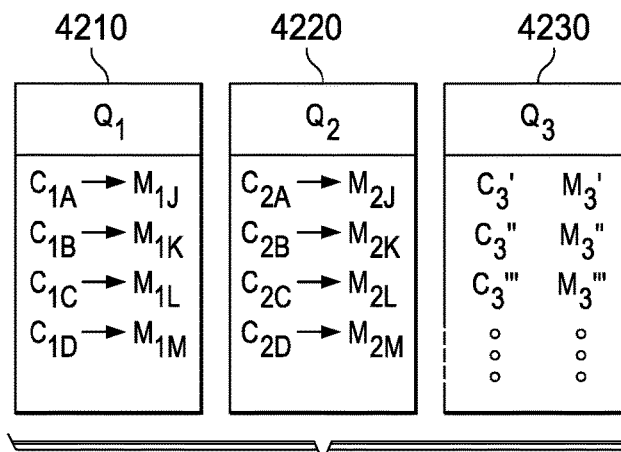 4210 4220 4230
Q₁ Q₂ Q₃
C₁A → M₁J C₂A → M₂J C₃' M₃'
C₁B → M₁K C₂B → M₂K C₃" M₃"
C₁C → M₁L C₂C → M₂L C₃''' M₃'''
C₁D → M₁M C₂D → M₂M